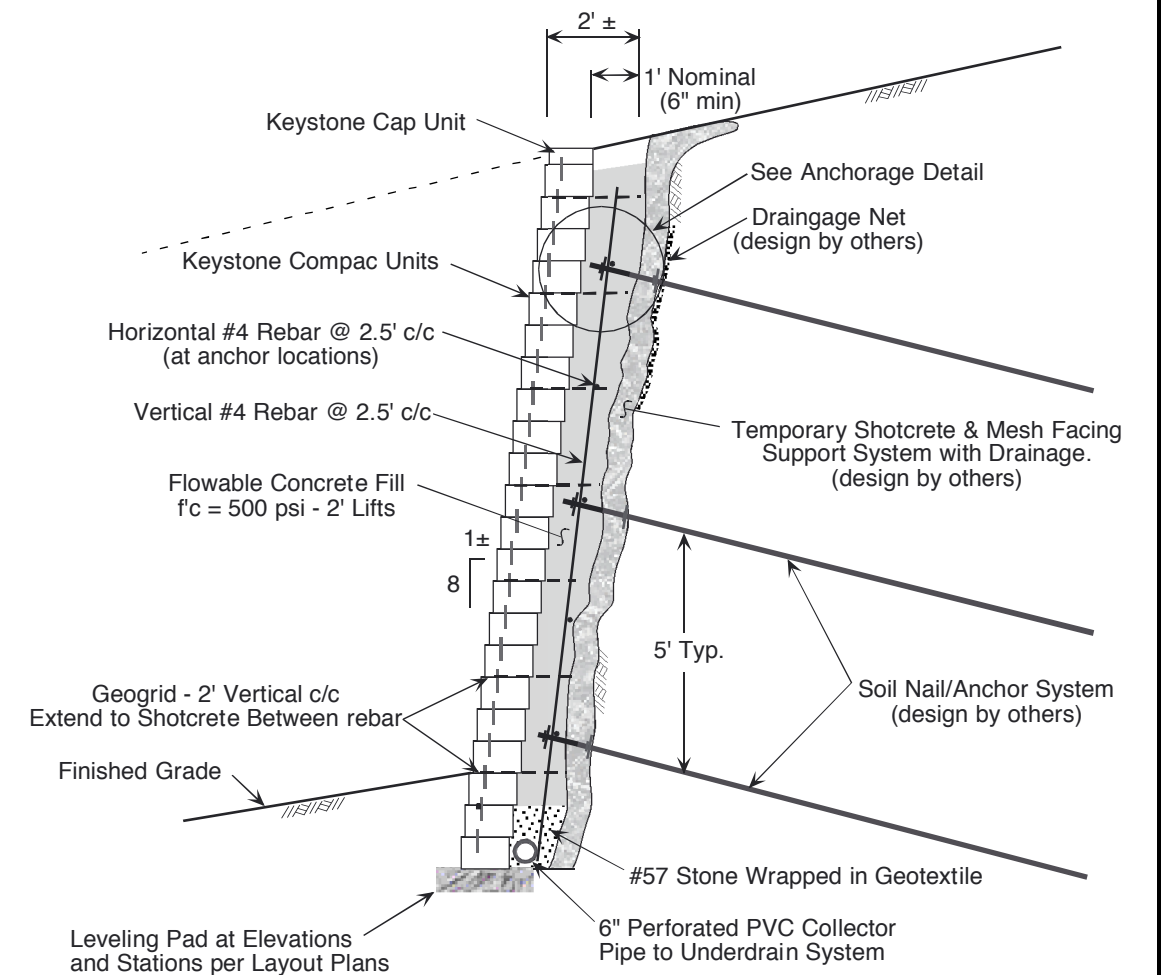 2' ±
1' Nominal
(6" min)
Keystone Cap Unit
See Anchorage Detail
Draingage Net
(design by others)
Keystone Compac Units
Horizontal #4 Rebar @ 2.5' c/c
(at anchor locations)
Vertical #4 Rebar @ 2.5' c/c
Temporary Shotcrete & Mesh Facing
Support System with Drainage.
(design by others)
Flowable Concrete Fill
f'c = 500 psi - 2' Lifts
1±
8
5' Typ.
Geogrid - 2' Vertical c/c
Extend to Shotcrete Between rebar
Soil Nail/Anchor System
(design by others)
Finished Grade
#57 Stone Wrapped in Geotextile
6" Perforated PVC Collector
Pipe to Underdrain System
Leveling Pad at Elevations
and Stations per Layout Plans